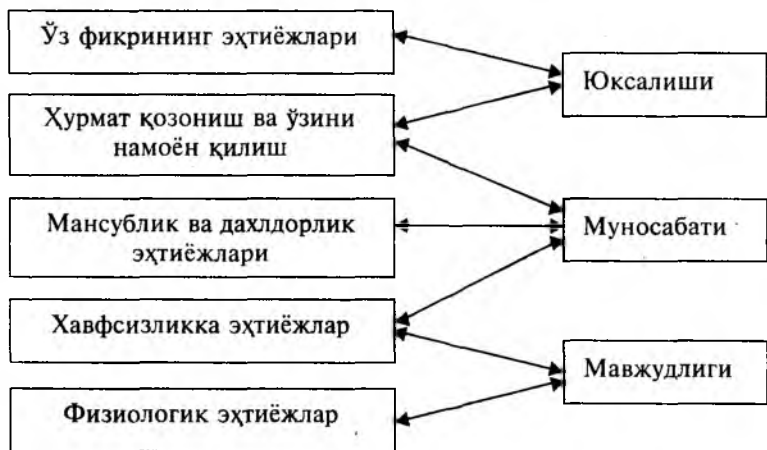 Ўз фикрининг эҳтиёжлари
Юксалиши
Ҳурмат қозониш ва ўзини
намоён қилиш
Мансублик ва дахлдорлик
эҳтиёжлари
Муносабати
Хавфсизликка эҳтиёжлар
Мавжудлиги
Физиологик эҳтиёжлар